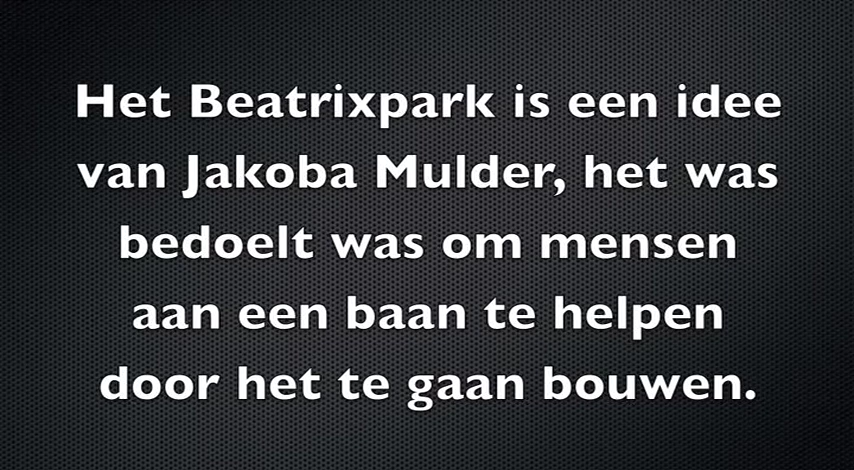 Het Beatrixpark is een idee
van Jakoba Mulder, het was
bedoelt was om mensen
aan een baan te helpen
door het te gaan bouwen.